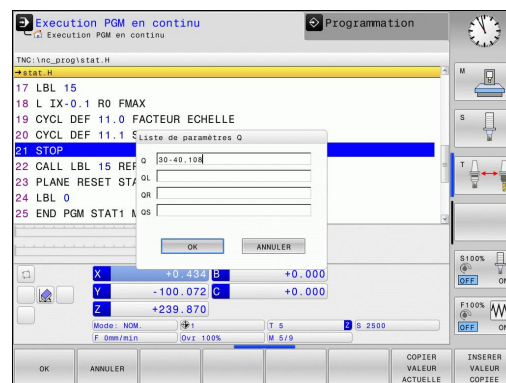 Execution PGM en continu
Programmation
Execution PGM en continu
TNC:\nc_prog\stat.H
→stat.H
17 LBL 15
18 L IX-0.1 R0 FMAX
19 CYCL DEF 11.0 FACTEUR ECHELLE
20 CYCL DEF 11.1 S
21 STOP
22 CALL LBL 15 REP
23 PLANE RESET STA
24 LBL 0
25 END PGM STAT1 M
Liste de paramètres Q
Q 30-40,108
QL
QR
QS
OK ANNULER
X +0.434 B +0.000
Y -100.072 C +0.000
Z +239.870
Mode: NOM. 1 T 5 Z S 2500
F 0mm/min Ovr 100% M 5/9
M
S
T
S100%
OFF ON
F100%
OFF ON
OK ANNULER
COPIER VALEUR ACTUELLE
INSERER VALEUR COPIEE